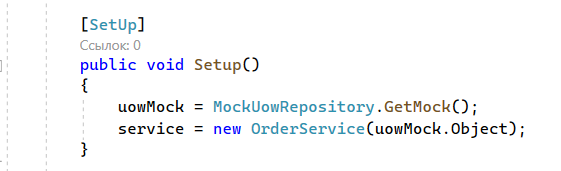 [SetUp]
Ссылок: 0
public void Setup()
{
uowMock = MockUowRepository.GetMock();
service = new OrderService(uowMock.Object);
}